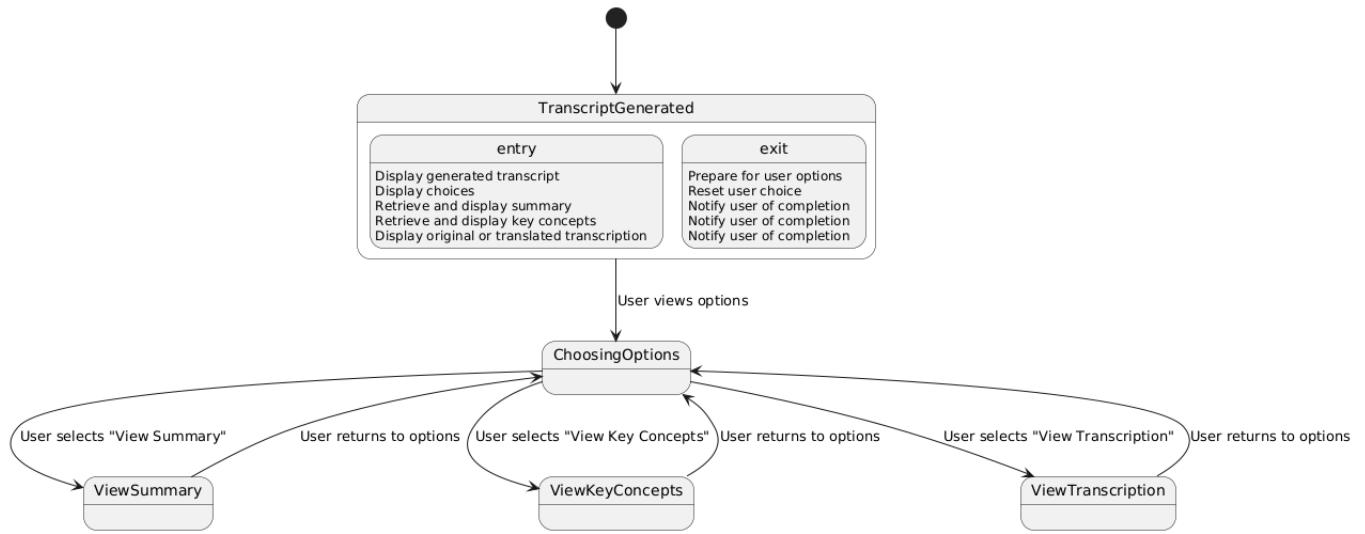 TranscriptGenerated
entry
Display generated transcript
Display choices
Retrieve and display summary
Retrieve and display key concepts
Display original or translated transcription
exit
Prepare for user options
Reset user choice
Notify user of completion
Notify user of completion
Notify user of completion
User views options
ChoosingOptions
User selects "View Summary"
User returns to options
User selects "View Key Concepts"
User returns to options
User selects "View Transcription"
User returns to options
ViewSummary
ViewKeyConcepts
ViewTranscription